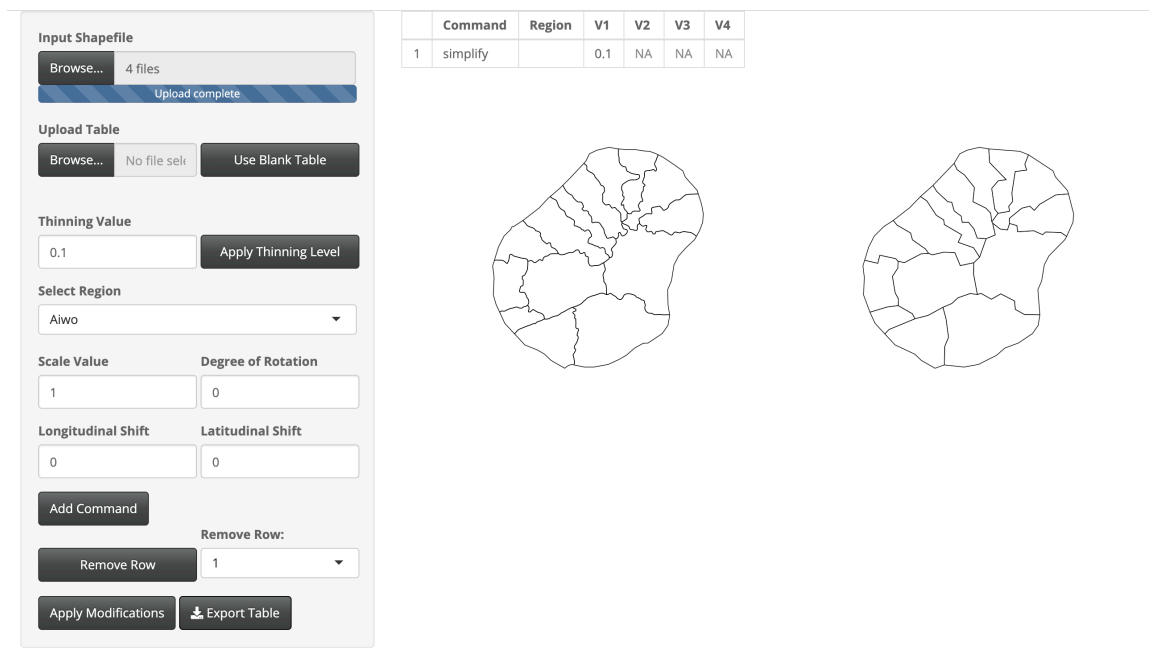 Input Shapefile
Browse... 4 files
Upload complete
Upload Table
Browse... No file sele Use Blank Table
Thinning Value
0.1 Apply Thinning Level
Select Region
Aiwo
Scale Value Degree of Rotation
1 0
Longitudinal Shift Latitudinal Shift
0 0
Add Command
Remove Row:
Remove Row 1
Apply Modifications Export Table
Command Region V1 V2 V3 V4
1 simplify 0.1 NA NA NA